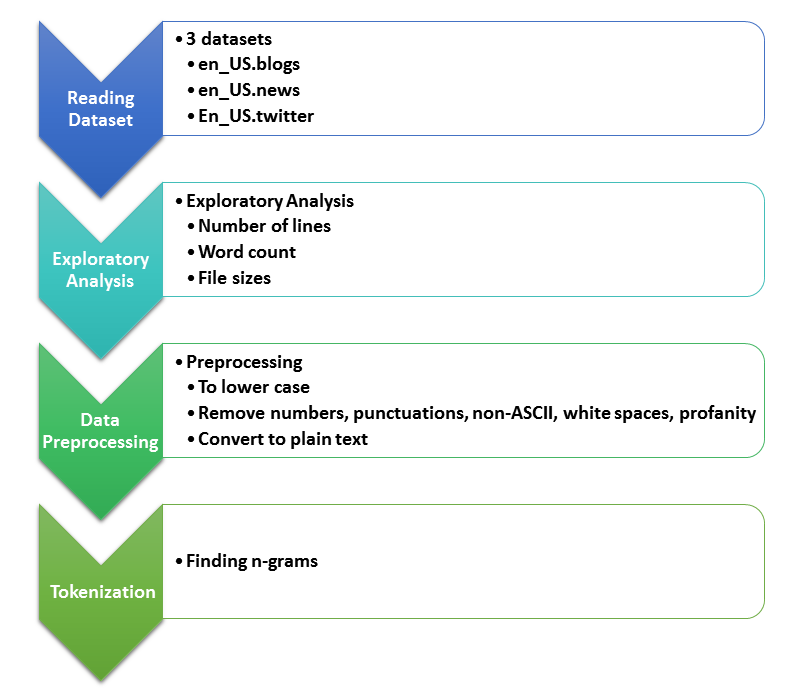 Reading
Dataset
• 3 datasets
• en_US.blogs
• en_US.news
• En_US.twitter
Exploratory
Analysis
• Exploratory Analysis
• Number of lines
• Word count
• File sizes
Data
Preprocessing
• Preprocessing
• To lower case
• Remove numbers, punctuations, non-ASCII, white spaces, profanity
• Convert to plain text
Tokenization
• Finding n-grams